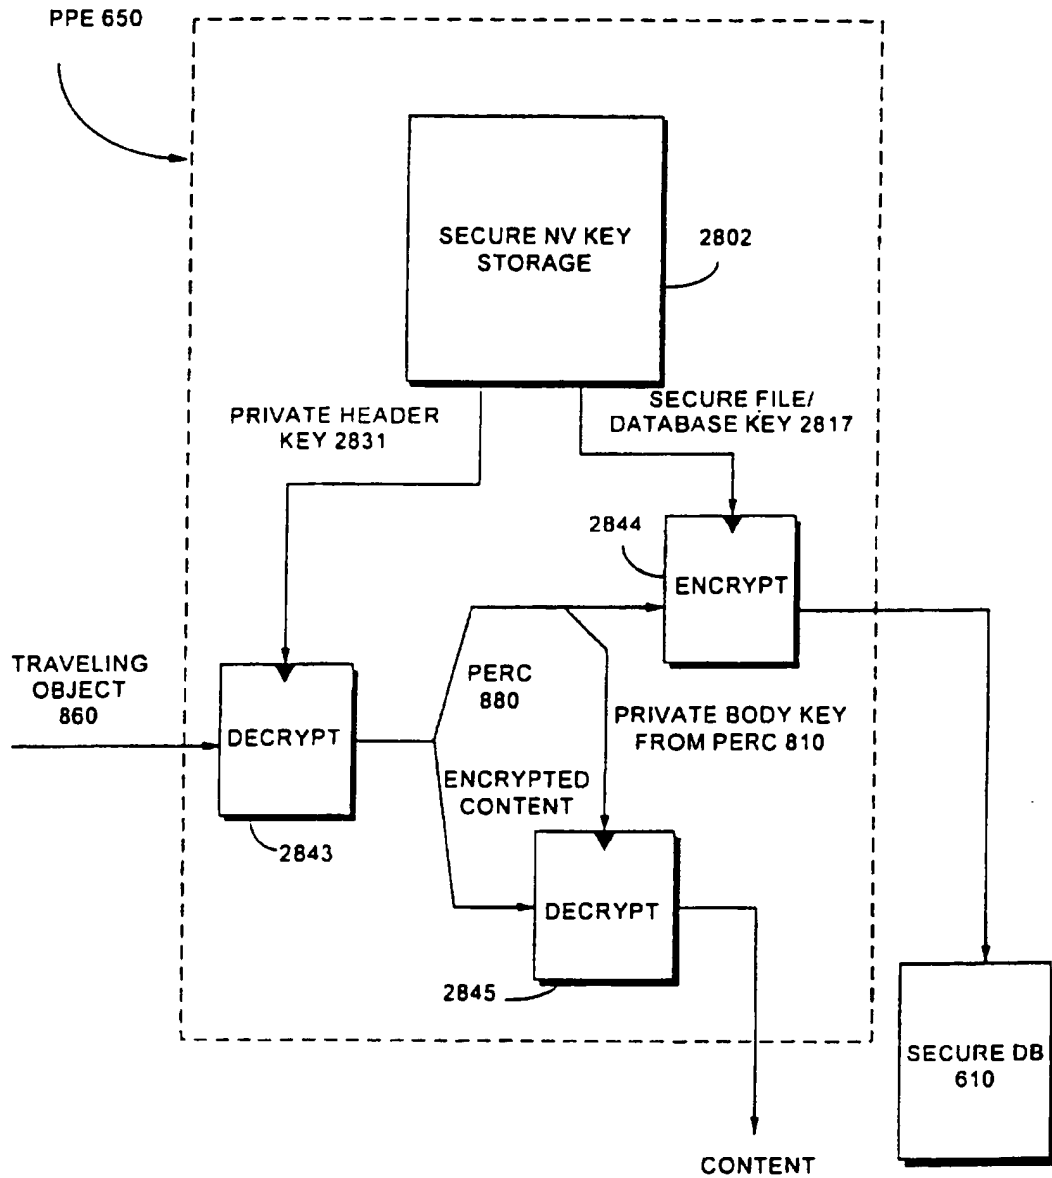 PPE 650
SECURE NV KEY
STORAGE
2802
PRIVATE HEADER
KEY 2831
SECURE FILE/
DATABASE KEY 2817
2844
ENCRYPT
TRAVELING
OBJECT
860
DECRYPT
PERC
880
PRIVATE BODY KEY
FROM PERC 810
ENCRYPTED
CONTENT
2843
DECRYPT
2845
SECURE DB
610
CONTENT